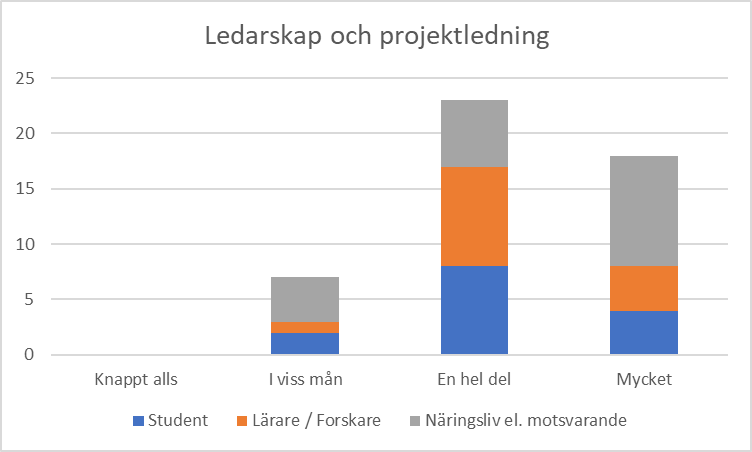 Ledarskap och projektledning
25
20
15
10
5
0
Knappt alls I viss mån En hel del Mycket
Student Lärare / Forskare Näringsliv el. motsvarande